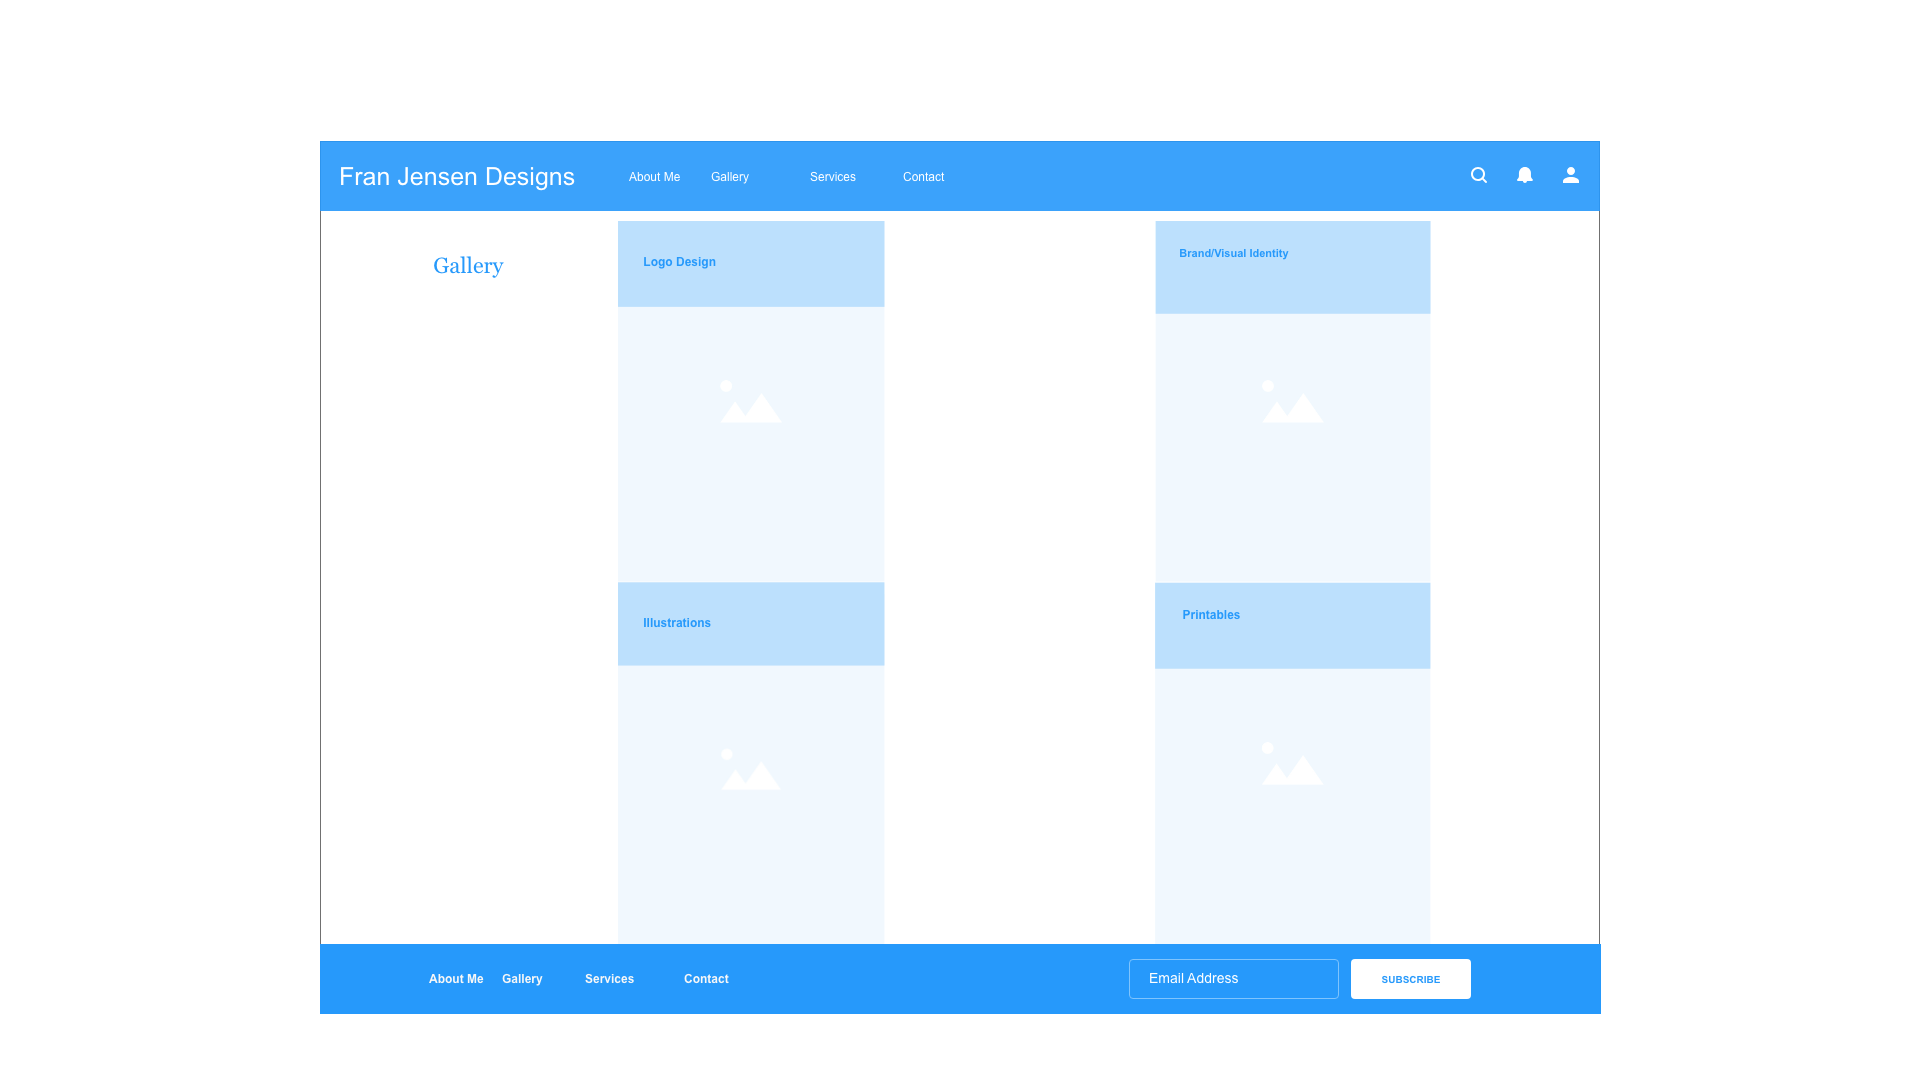 Fran Jensen Designs
About Me
Gallery
Services
Contact
Gallery
Logo Design
Brand/Visual Identity
Illustrations
Printables
About Me
Gallery
Services
Contact
Email Address
SUBSCRIBE